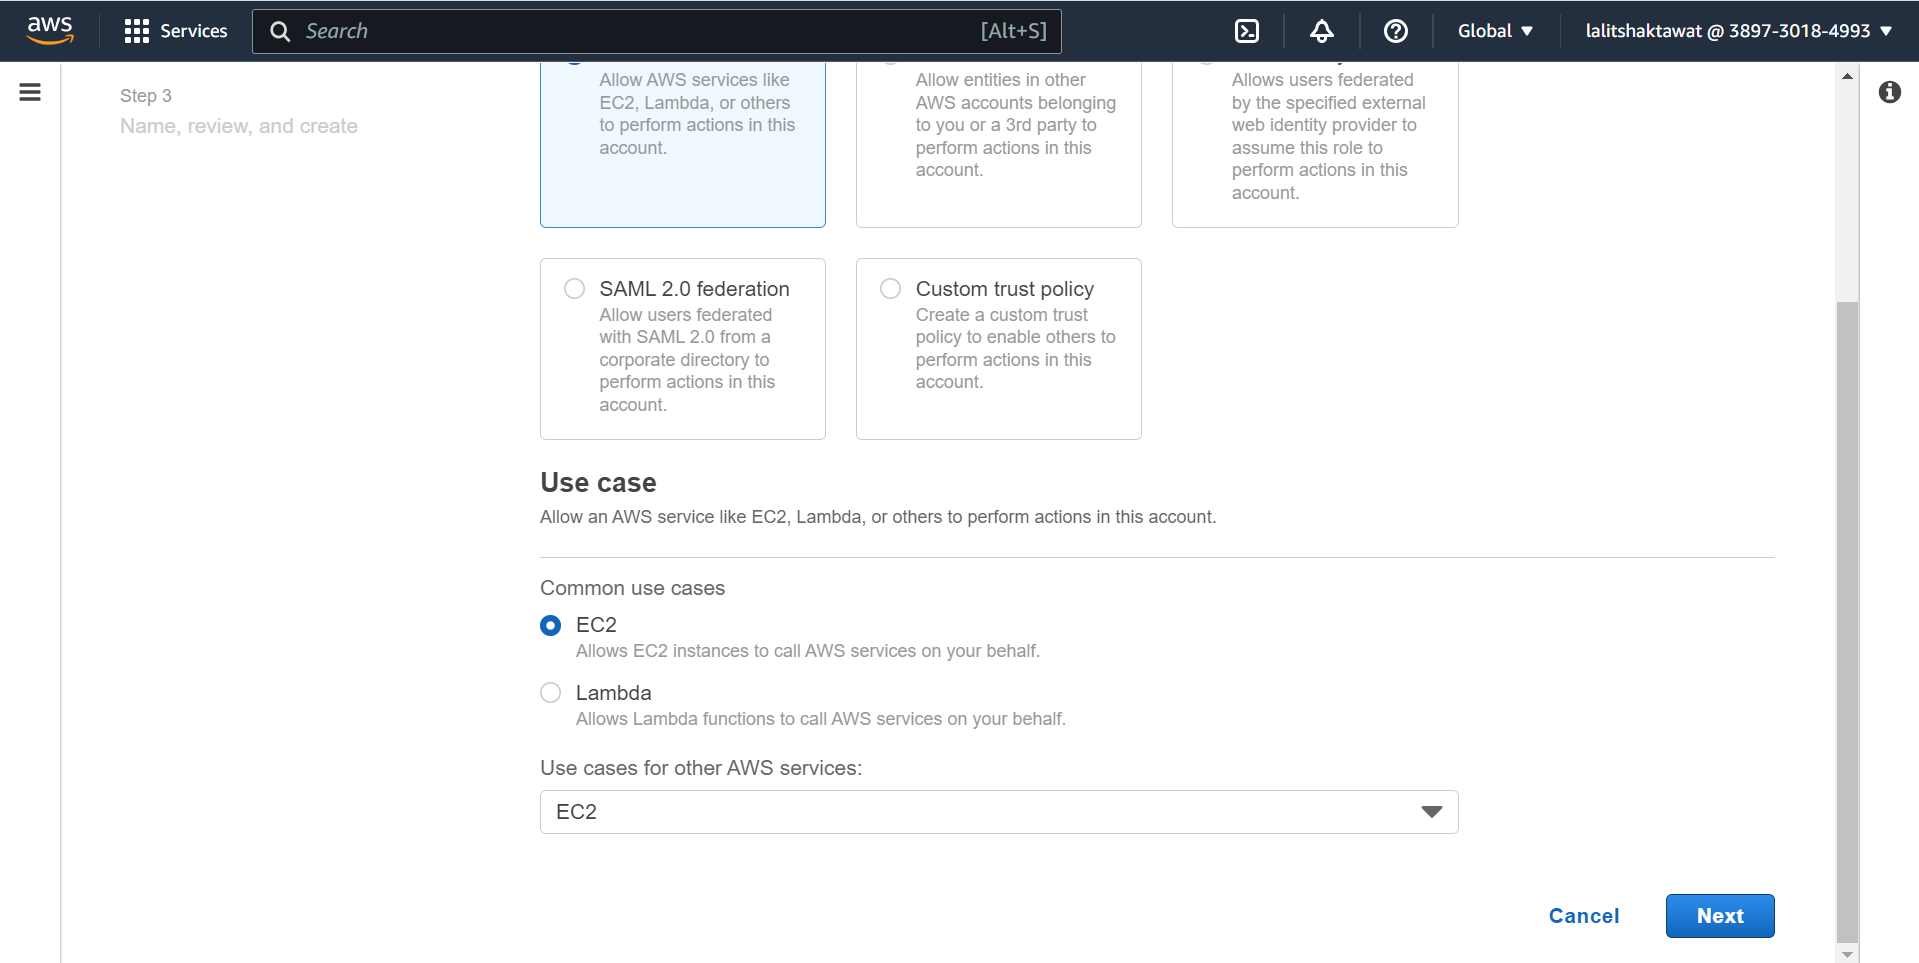 aws Services Search [Alt+S] Global lalitshaktawat @ 3897-3018-4993
Step 3
Name, review, and create
Allow AWS services like
EC2, Lambda, or others
to perform actions in this
account.
Allow entities in other
AWS accounts belonging
to you or a 3rd party to
perform actions in this
account.
Allows users federated
by the specified external
web identity provider to
assume this role to
perform actions in this
account.
SAML 2.0 federation
Allow users federated
with SAML 2.0 from a
corporate directory to
perform actions in this
account.
Custom trust policy
Create a custom trust
policy to enable others to
perform actions in this
account.
Use case
Allow an AWS service like EC2, Lambda, or others to perform actions in this account.
Common use cases
EC2
Allows EC2 instances to call AWS services on your behalf.
Lambda
Allows Lambda functions to call AWS services on your behalf.
Use cases for other AWS services:
EC2
Cancel Next